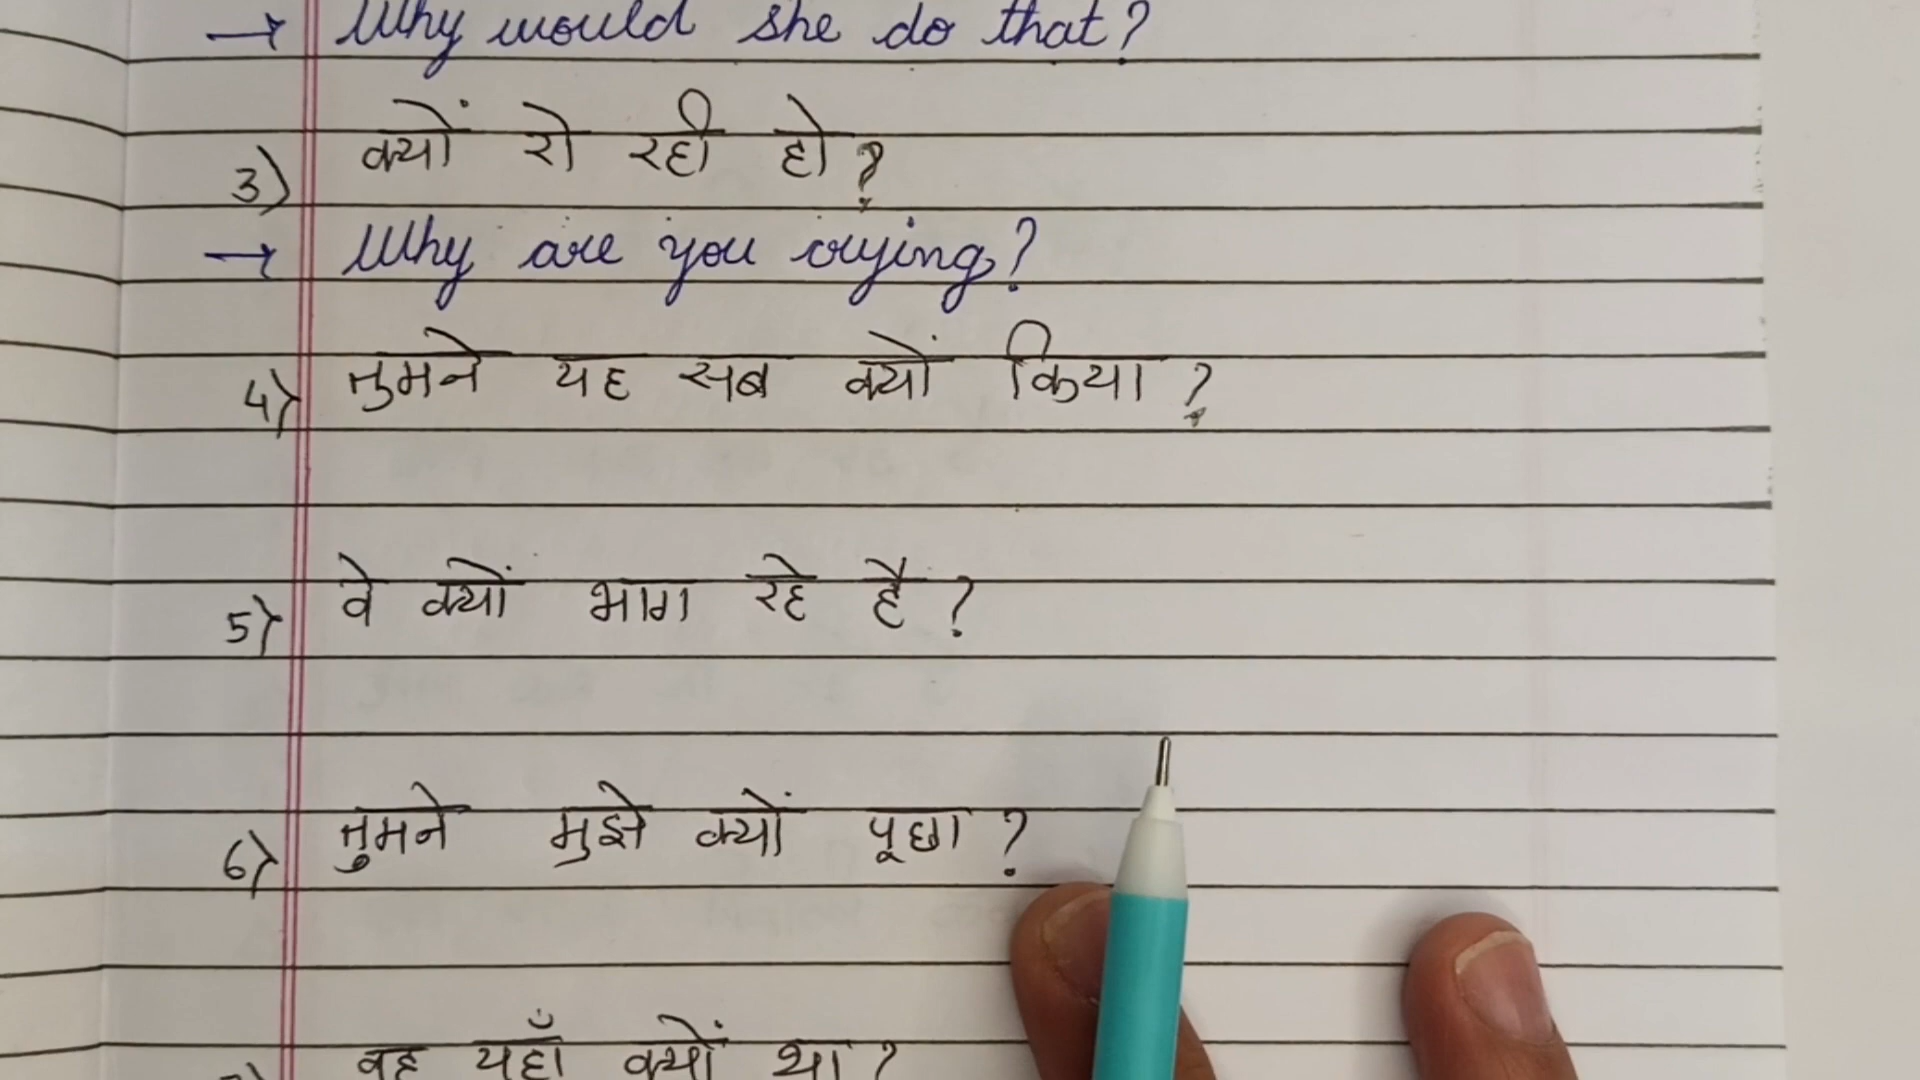 → Why would she do that?
3) क्यों रो रही हो?
→ Why are you crying?
4) तुमने यह सब क्यों किया?
5) वे क्यों भाग रहे है?
6) तुमने मुझे क्यों पूछा?
वह यहाँ क्यों था?